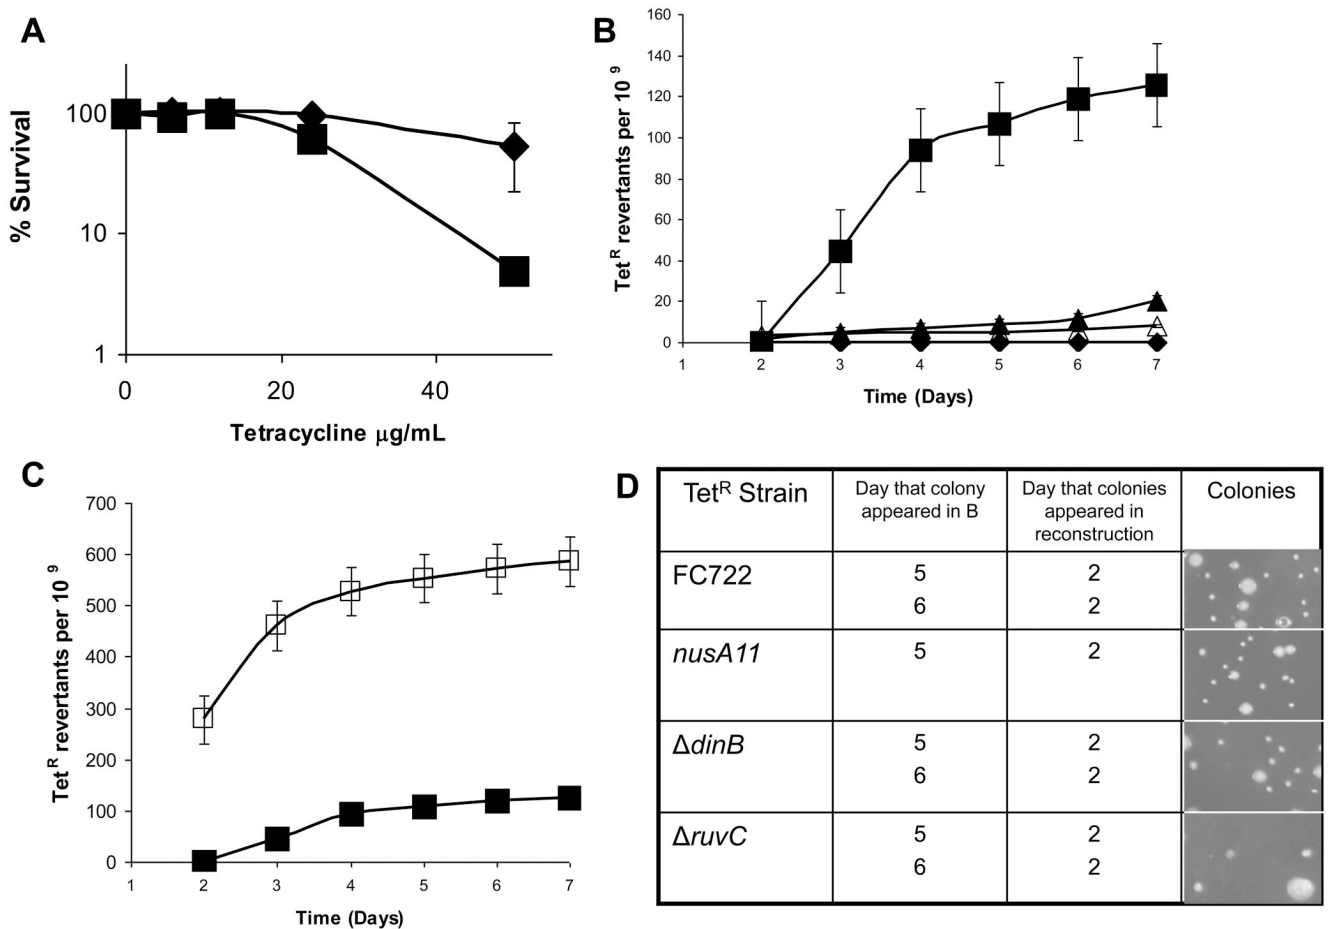 A
% Survival
100
10
1
0
20
40
Tetracycline μg/mL
B
Tet R revertants per 10 9
160
140
120
100
80
60
40
20
0
1
2
3
4
5
6
7
Time (Days)
C
Tet R revertants per 10 9
700
600
500
400
300
200
100
0
1
2
3
4
5
6
7
Time (Days)
D
TetR Strain
Day that colony
appeared in B
Day that colonies
appeared in
reconstruction
Colonies
FC722
5
2
6
2
nusA11
5
2
ΔdinB
5
2
6
2
ΔruvC
5
2
6
2